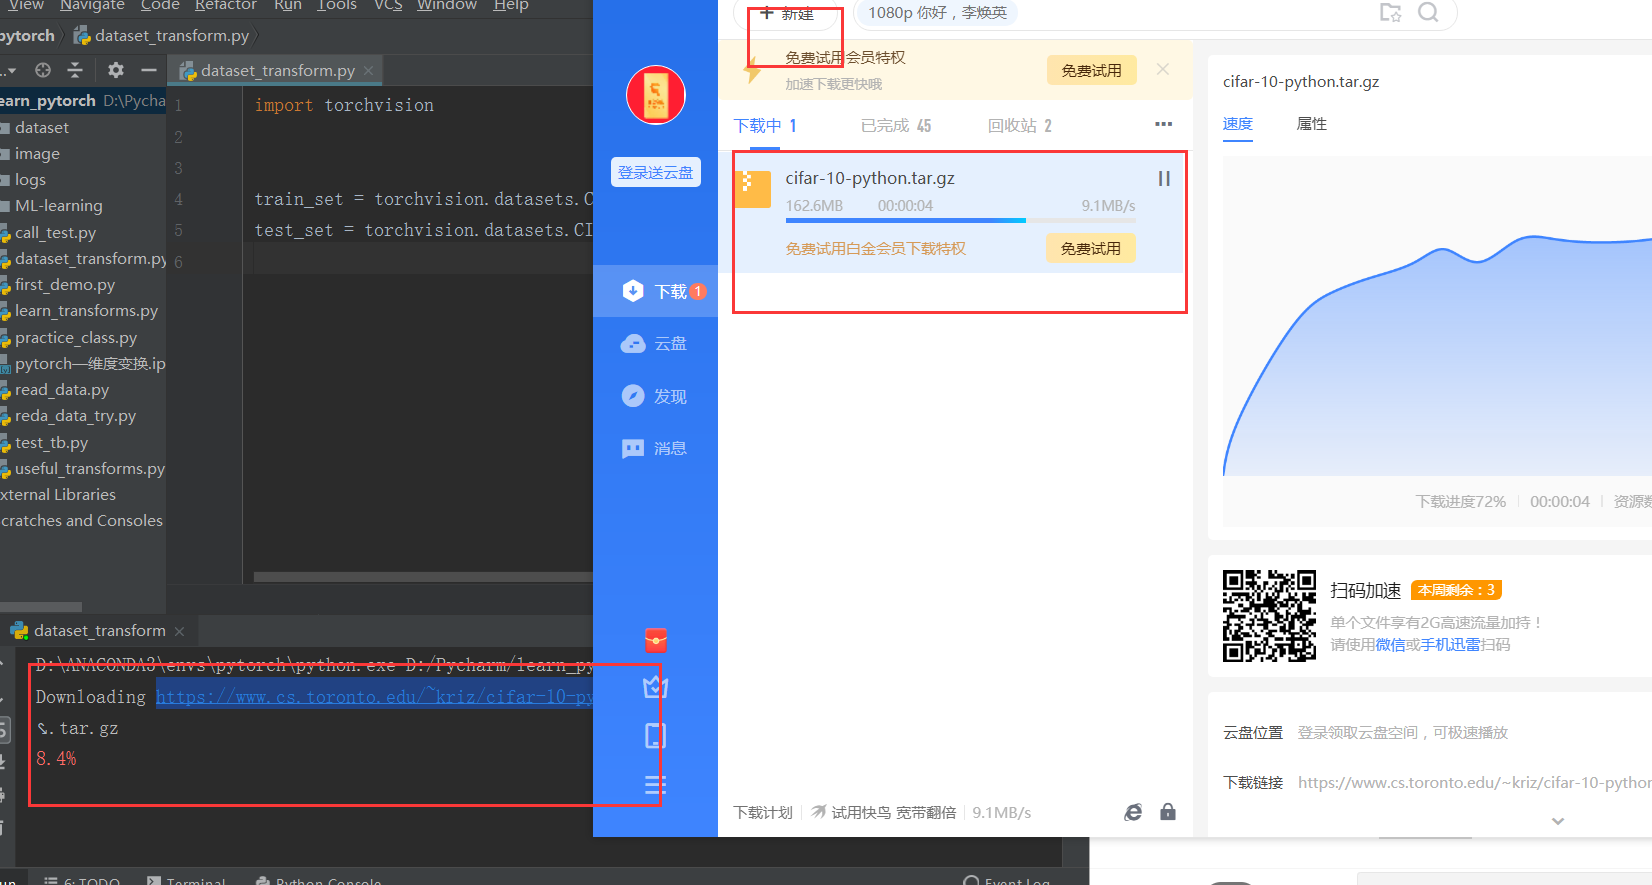 View Navigate Code Refactor Run Tools VCS Window Help
pytorch dataset_transform.py
dataset_transform.py
earn_pytorch D:\Pycha
dataset
image
logs
ML-learning
call_test.py
dataset_transform.py
first_demo.py
learn_transforms.py
practice_class.py
pytorch—维度变换.ip
read_data.py
reda_data_try.py
test_tb.py
useful_transforms.py
xternal Libraries
cratches and Consoles
1 import torchvision
2
3
4 train_set = torchvision.datasets.C
5 test_set = torchvision.datasets.CI
6
dataset_transform
D:\ANACONDA3\envs\pytorch\python.exe D:/Pycharm/learn_py
Downloading https://www.cs.toronto.edu/~kriz/cifar-10-py
.tar.gz
8.4%
6: TODO Terminal Python Console
Event Log
登录送云盘
下载 1
云盘
发现
消息
+ 新建
1080p 你好，李焕英
免费试用会员特权
加速下载更快哦
免费试用
下载中 1 已完成 45 回收站 2
cifar-10-python.tar.gz
162.6MB 00:00:04 9.1MB/s
免费试用白金会员下载特权 免费试用
下载计划 试用快鸟 宽带翻倍 9.1MB/s
cifar-10-python.tar.gz
速度 属性
下载进度72% 00:00:04 资源数
扫码加速 本周剩余：3
单个文件享有2G高速流量加持！
请使用微信或手机迅雷扫码
云盘位置 登录领取云盘空间，可极速播放
下载链接 https://www.cs.toronto.edu/~kriz/cifar-10-python